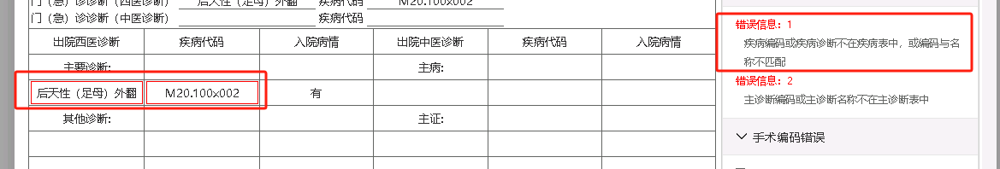 门（急）诊诊断（西医诊断） 后天性（足母）外翻 疾病代码 M20.100x002
门（急）诊诊断（中医诊断） 疾病代码
出院西医诊断 疾病代码 入院病情 出院中医诊断 疾病代码 入院病情
主要诊断: 主病:
后天性（足母）外翻 M20.100x002 有
其他诊断: 主证:
错误信息：1
疾病编码或疾病诊断不在疾病表中，或编码与名
称不匹配
错误信息：2
主诊断编码或主诊断名称不在主诊断表中
手术编码错误